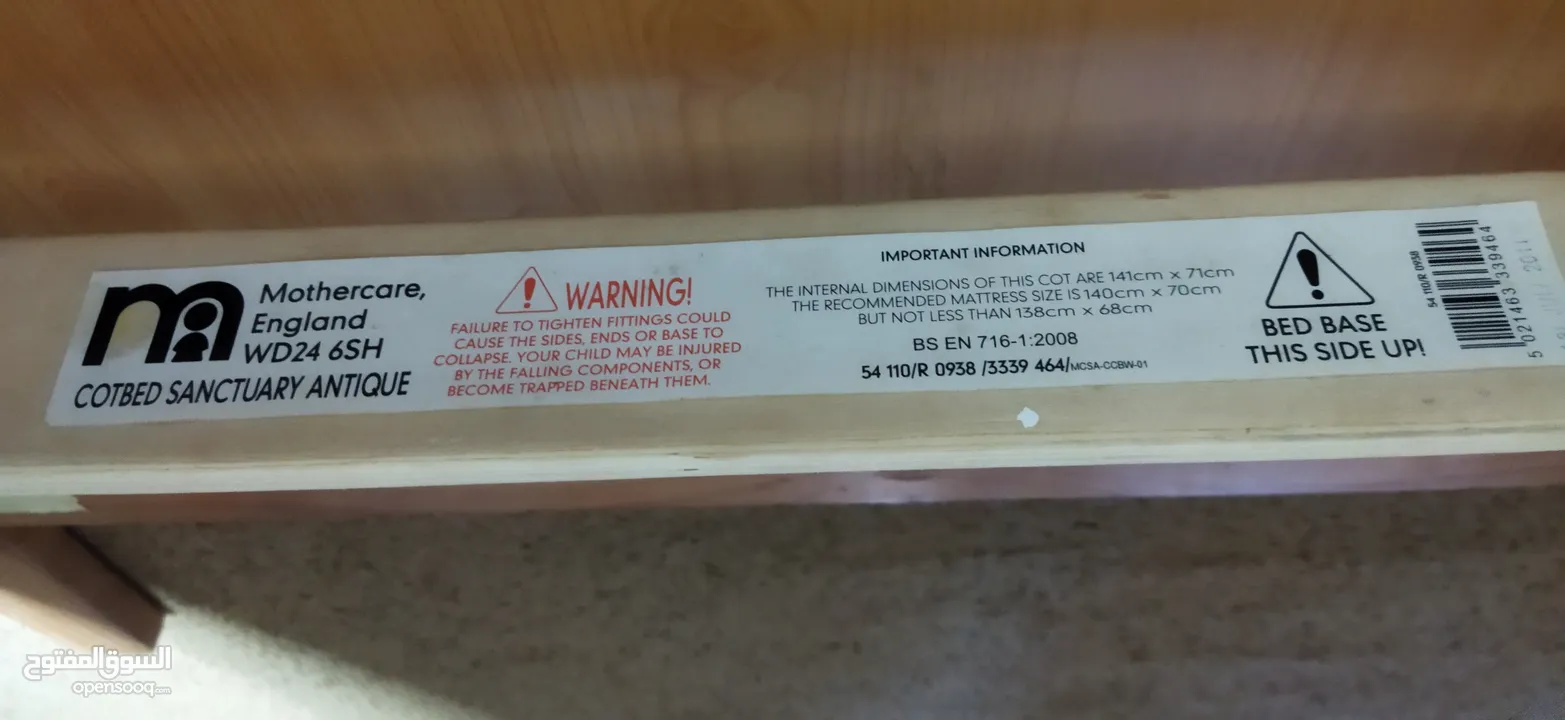 Mothercare,
England
WD24 6SH
COTBED SANCTUARY ANTIQUE
WARNING!
FAILURE TO TIGHTEN FITTINGS COULD
CAUSE THE SIDES, ENDS OR BASE TO
COLLAPSE. YOUR CHILD MAY BE INJURED
BY THE FALLING COMPONENTS, OR
BECOME TRAPPED BENEATH THEM.
IMPORTANT INFORMATION
THE INTERNAL DIMENSIONS OF THIS COT ARE 141cm x 71cm
THE RECOMMENDED MATTRESS SIZE IS 140cm x 70cm
BUT NOT LESS THAN 138cm x 68cm
BS EN 716-1:2008
54 110/R 0938 /3339 464/MCSA-CCBW-01
BED BASE
THIS SIDE UP!
54 110/R 0938
5 021463 339464
السوق المفتوح
opensooq.com